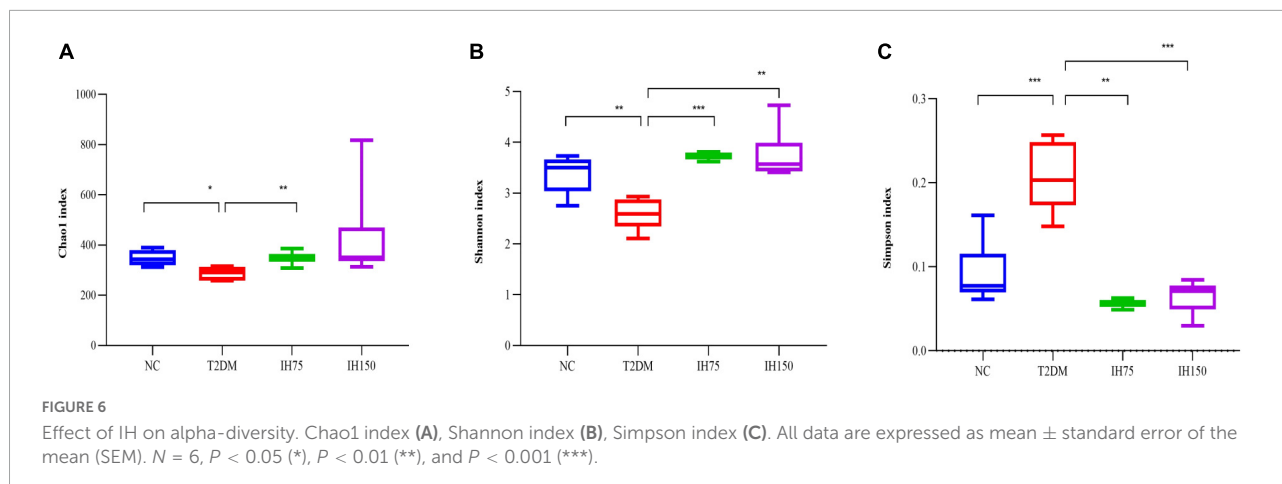 A
B
C
1000
800
600
400
200
0
Chao1 index
*
**
NC
T2DM
IH75
IH150
5
4
3
2
1
0
Shannon index
**
***
**
NC
T2DM
IH75
IH150
0.3
0.2
0.1
0.0
Simpson index
***
**
***
NC
T2DM
IH75
IH150
FIGURE 6
Effect of IH on alpha-diversity. Chao1 index (A), Shannon index (B), Simpson index (C). All data are expressed as mean ± standard error of the
mean (SEM). N = 6, P < 0.05 (*), P < 0.01 (**), and P < 0.001 (***).